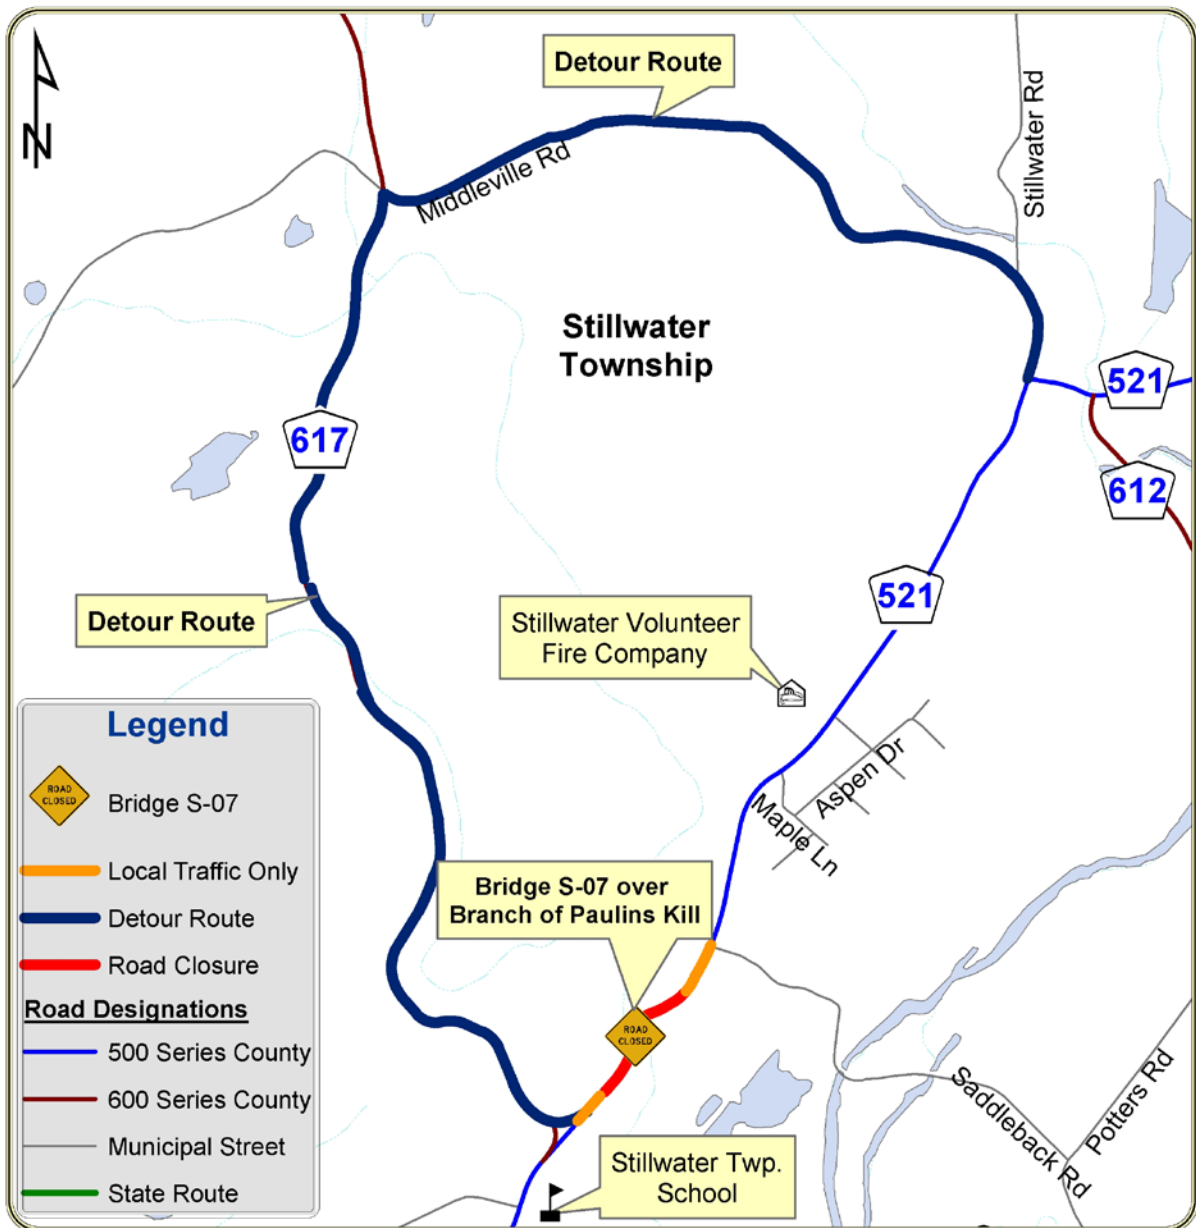 Detour Route
N
Stillwater Rd
Middleville Rd
Stillwater
Township
521
617
612
521
Detour Route
Stillwater Volunteer
Fire Company
Aspen Dr
Maple Ln
Bridge S-07 over
Branch of Paulins Kill
ROAD
CLOSED
Saddleback Rd
Potters Rd
Stillwater Twp.
School
Legend
ROAD
CLOSED
Bridge S-07
Local Traffic Only
Detour Route
Road Closure
Road Designations
500 Series County
600 Series County
Municipal Street
State Route